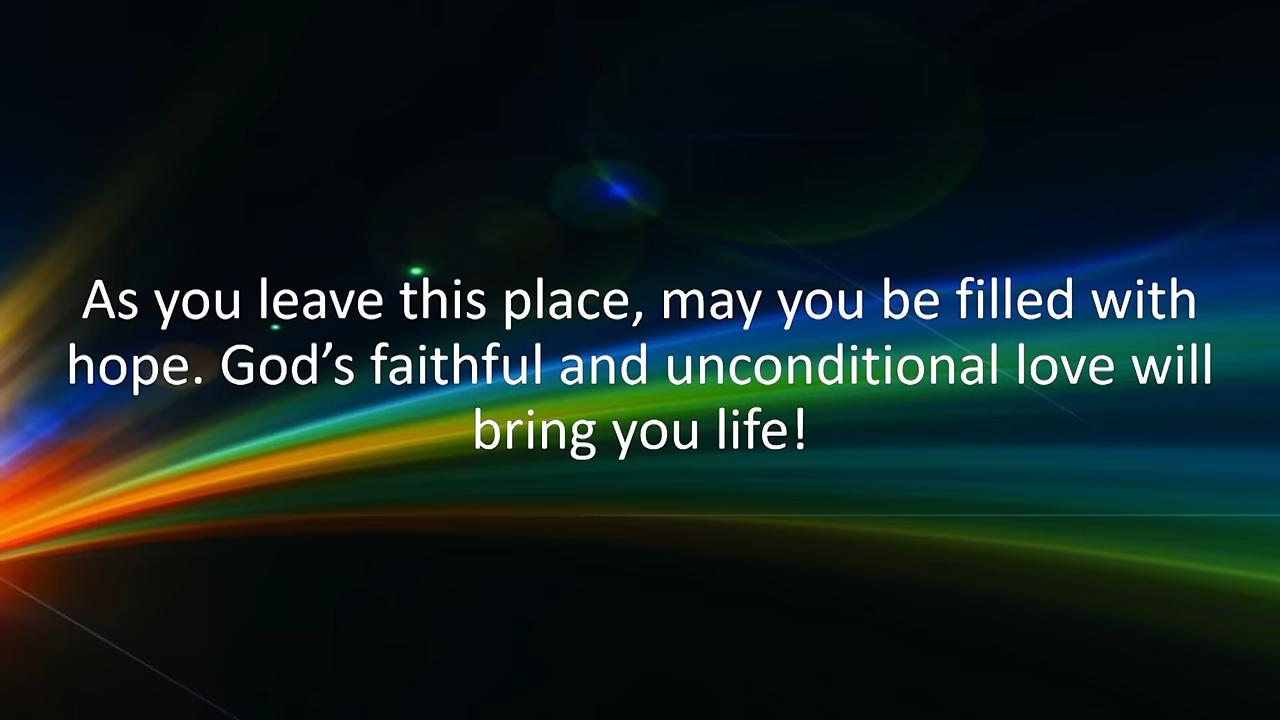 As you leave this place, may you be filled with
hope. God’s faithful and unconditional love will
bring you life!